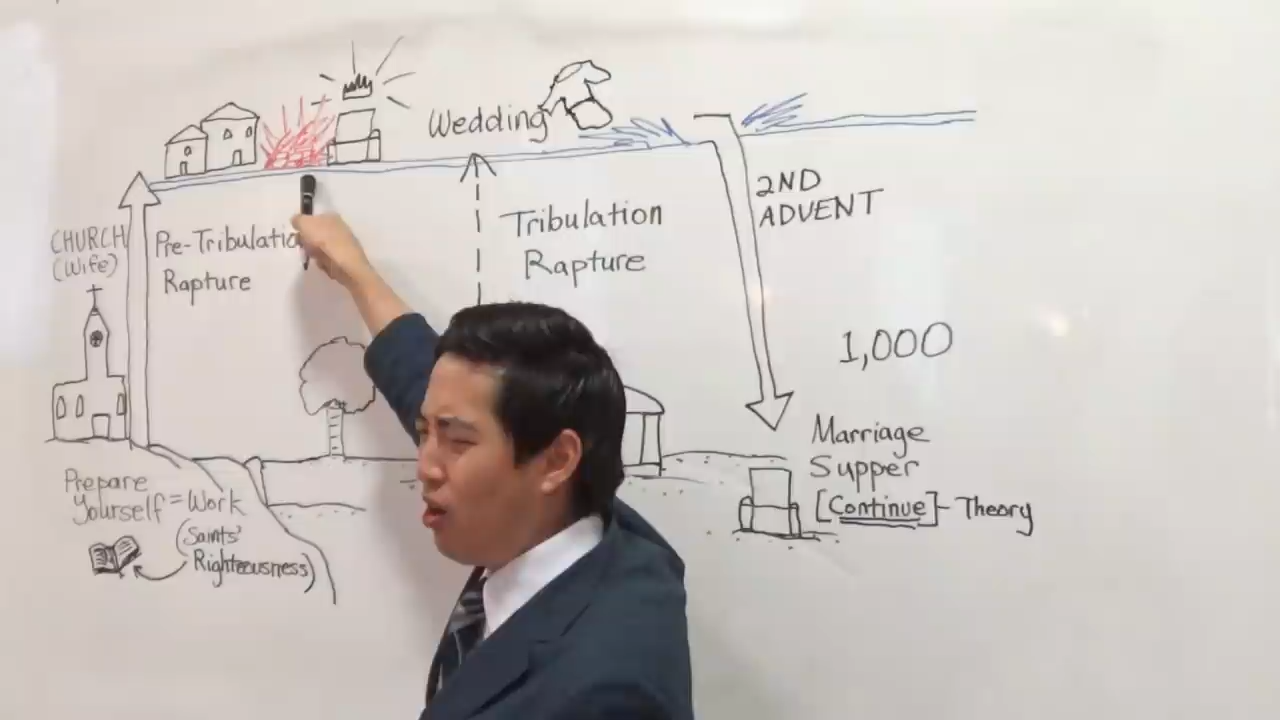 Wedding
CHURCH
(Wife)
Pre-Tribulatio
Rapture
Tribulation
Rapture
2ND
ADVENT
1,000
Marriage
Supper
[Continue] - Theory
Prepare
Yourself = Work
(Saints'
Righteousness)